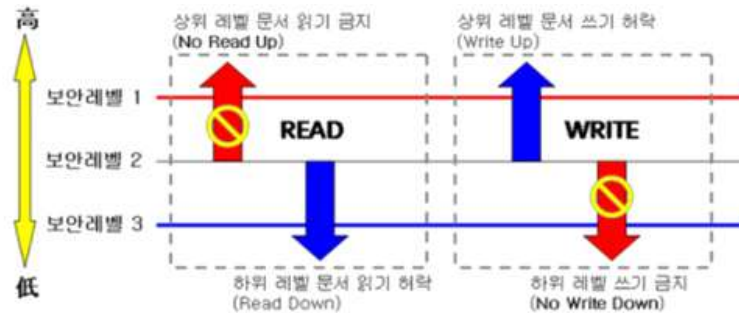 高
상위 레벨 문서 읽기 금지
(No Read Up)
상위 레벨 문서 쓰기 허락
(Write Up)
보안레벨 1
READ
WRITE
보안레벨 2
보안레벨 3
低
하위 레벨 문서 읽기 허락
(Read Down)
하위 레벨 쓰기 금지
(No Write Down)